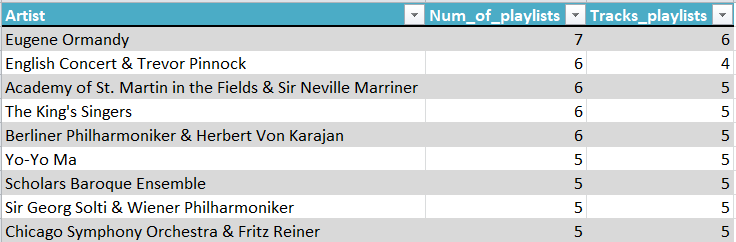 Artist Num_of_playlists Tracks_playlists
Eugene Ormandy 7 6
English Concert & Trevor Pinnock 6 4
Academy of St. Martin in the Fields & Sir Neville Marriner 6 5
The King's Singers 6 5
Berliner Philharmoniker & Herbert Von Karajan 6 5
Yo-Yo Ma 5 5
Scholars Baroque Ensemble 5 5
Sir Georg Solti & Wiener Philharmoniker 5 5
Chicago Symphony Orchestra & Fritz Reiner 5 5